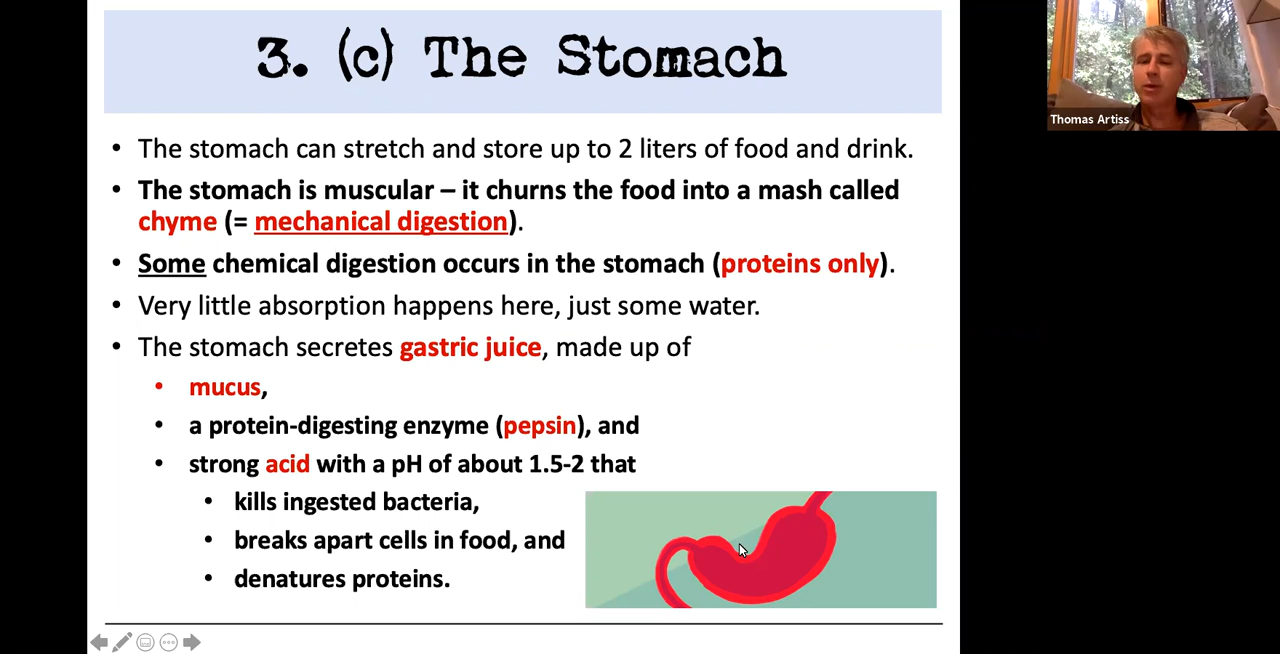 3. (c) The Stomach
Thomas Artiss
• The stomach can stretch and store up to 2 liters of food and drink.
• The stomach is muscular – it churns the food into a mash called
chyme (= mechanical digestion).
• Some chemical digestion occurs in the stomach (proteins only).
• Very little absorption happens here, just some water.
• The stomach secretes gastric juice, made up of
• mucus,
• a protein-digesting enzyme (pepsin), and
• strong acid with a pH of about 1.5-2 that
• kills ingested bacteria,
• breaks apart cells in food, and
• denatures proteins.